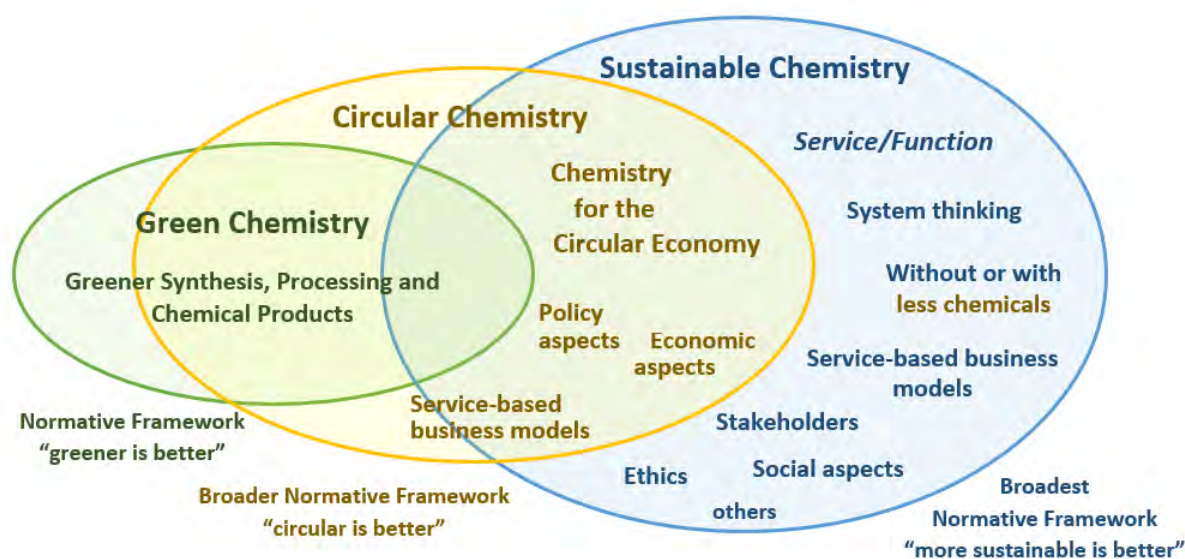 Sustainable Chemistry
Circular Chemistry
Service/Function
Chemistry
for the
Circular Economy
Green Chemistry
System thinking
Greener Synthesis, Processing and
Chemical Products
Without or with
less chemicals
Policy
aspects
Economic
aspects
Service-based business
models
Service-based
business models
Stakeholders
Normative Framework
“greener is better”
Ethics
Social aspects
others
Broader Normative Framework
“circular is better”
Broadest
Normative Framework
“more sustainable is better”